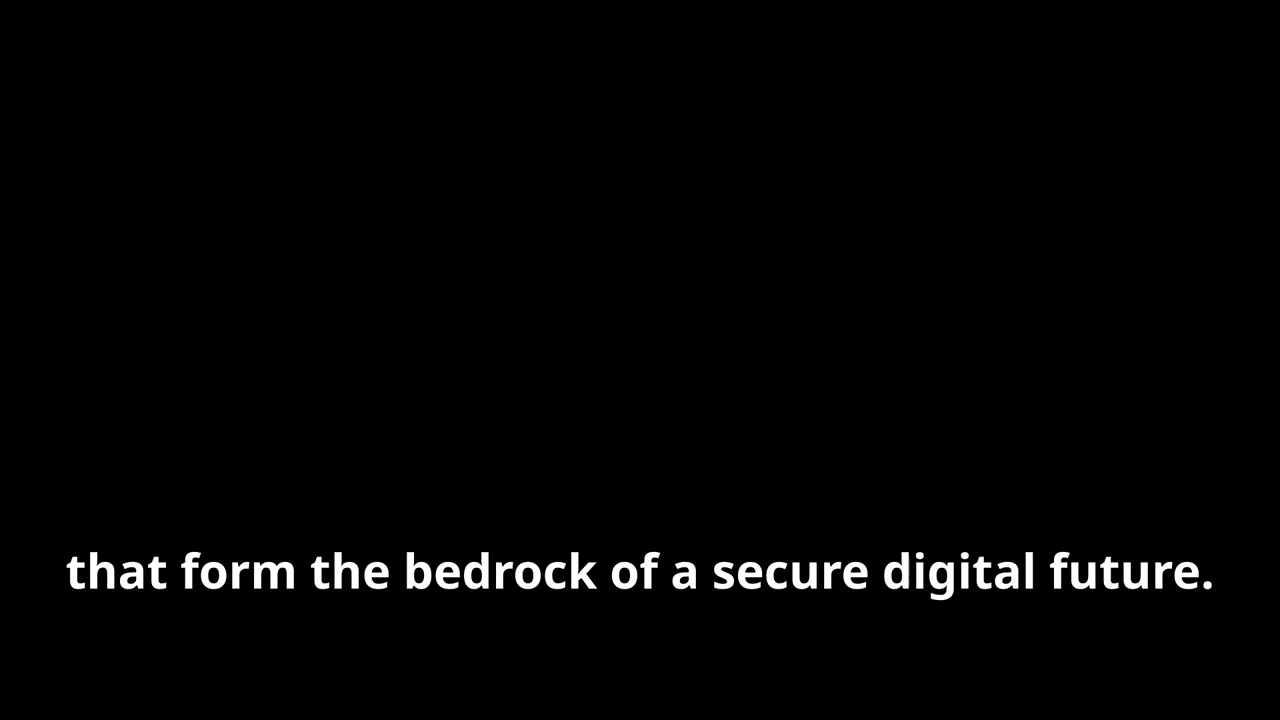 that form the bedrock of a secure digital future.